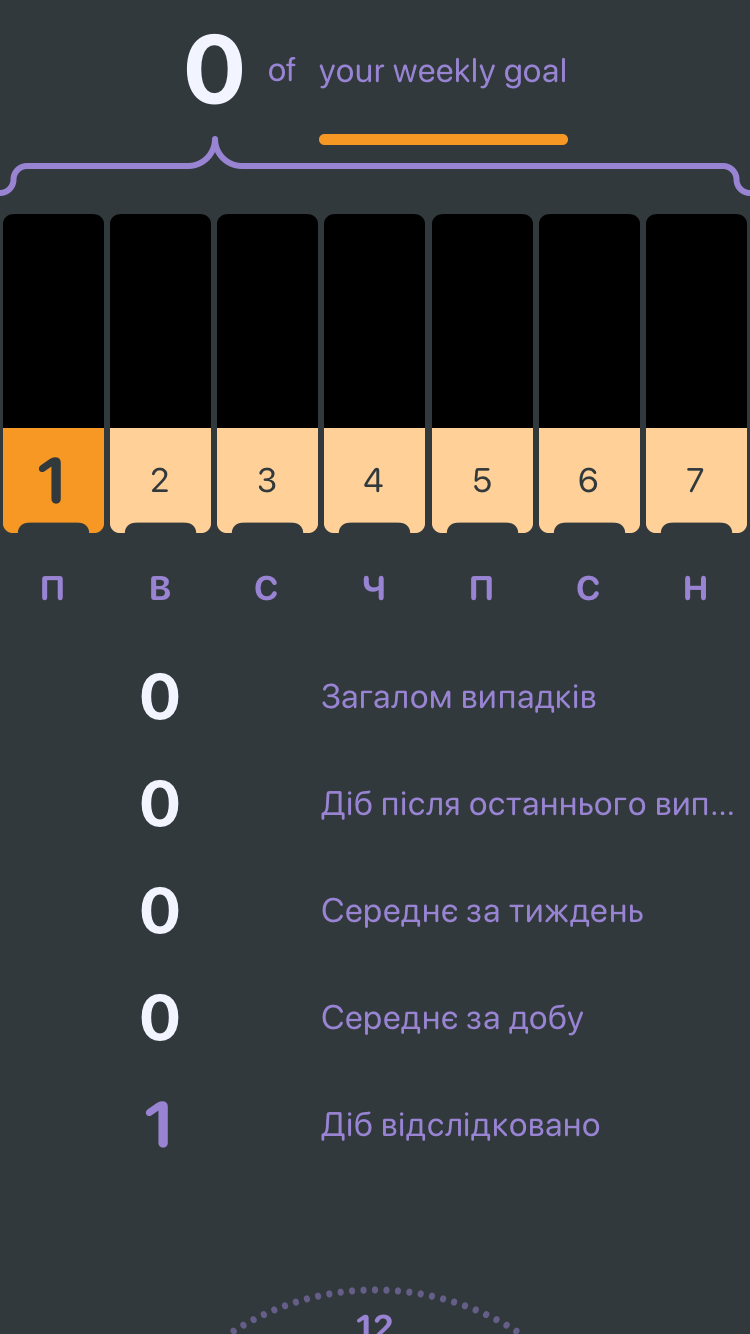 0 of your weekly goal
1 2 3 4 5 6 7
П В С Ч П С Н
0 Загалом випадків
0 Діб після останнього вип...
0 Середнє за тиждень
0 Середнє за добу
1 Діб відслідковано
12